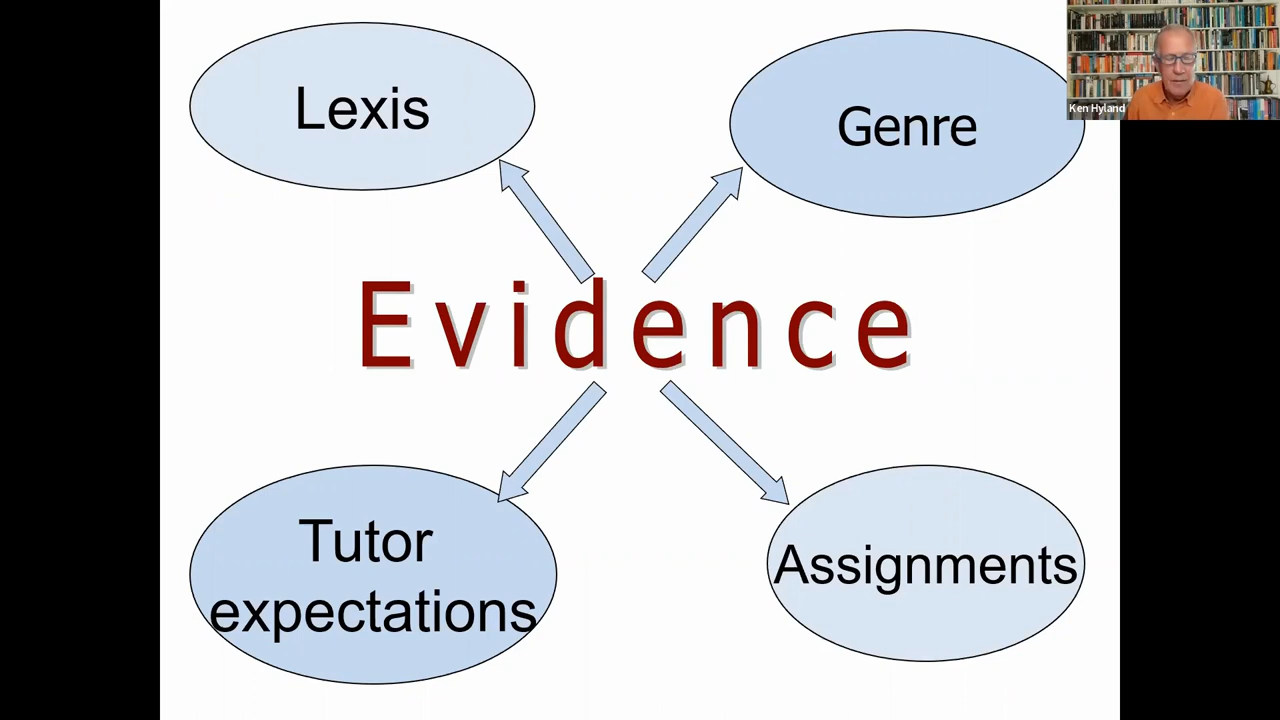 Lexis
Genre
Ken Hyland
Evidence
Tutor
expectations
Assignments